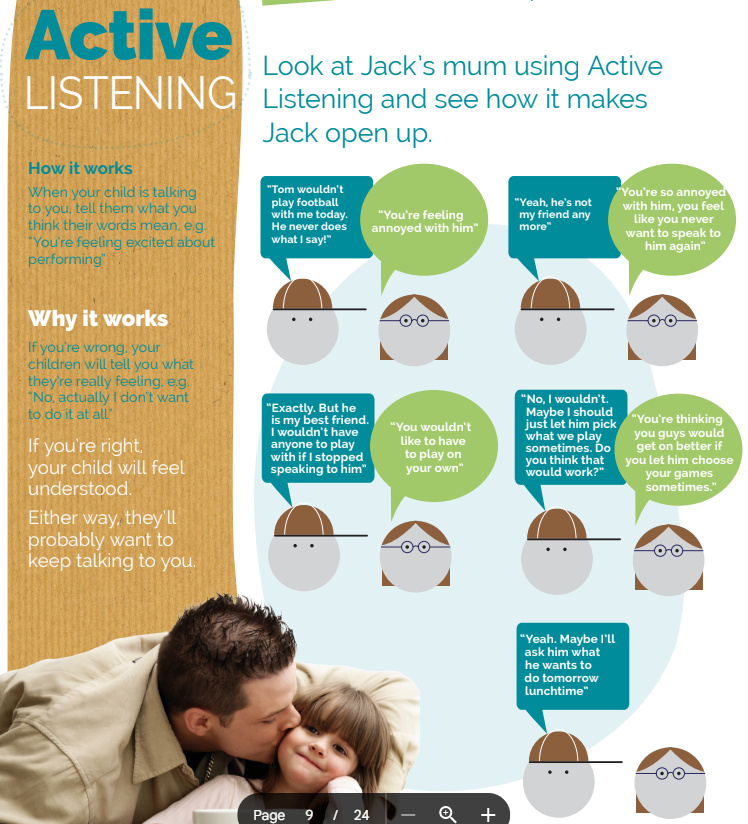 Active
LISTENING
How it works
When your child is talking
to you, tell them what you
think their words mean, e.g.
"You're feeling excited about
performing"
Why it works
If you're wrong, your
children will tell you what
they're really feeling, e.g.
"No, actually I don't want
to do it at all"
If you're right,
your child will feel
understood.
Either way, they'll
probably want to
keep talking to you.
Look at Jack's mum using Active
Listening and see how it makes
Jack open up.
"Tom wouldn't
play football
with me today.
He never does
what I say!"
"You're feeling
annoyed with him"
"Yeah, he's not
my friend any
more"
"You're so annoyed
with him, you feel
like you never
want to speak to
him again"
"Exactly. But he
is my best friend.
I wouldn't have
anyone to play
with if I stopped
speaking to him"
"You wouldn't
like to have
to play on
your own"
"No, I wouldn't.
Maybe I should
just let him pick
what we play
sometimes. Do
you think that
would work?"
"You're thinking
you guys would
get on better if
you let him choose
your games
sometimes."
"Yeah. Maybe I'll
ask him what
he wants to
do tomorrow
lunchtime"
Page 9 / 24